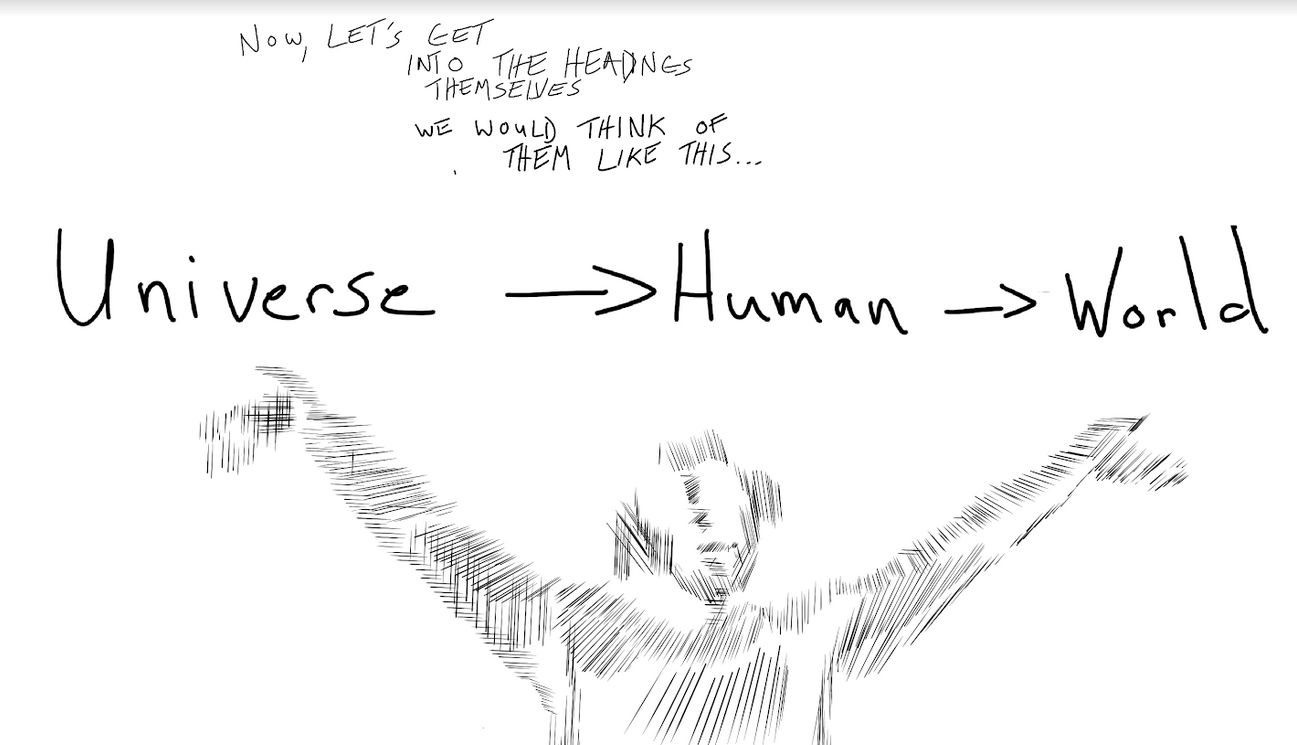 Now, LET'S GET
INTO THE HEADINGS
THEMSELVES
WE WOULD THINK OF
THEM LIKE THIS...
Universe → Human → World